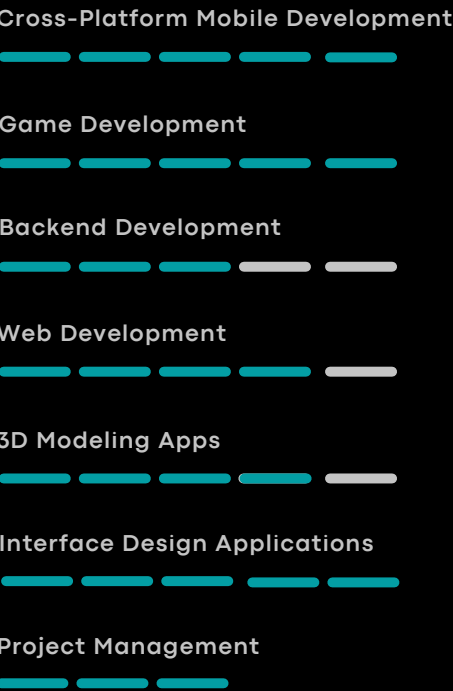 Cross-Platform Mobile Development
Game Development
Backend Development
Web Development
3D Modeling Apps
Interface Design Applications
Project Management